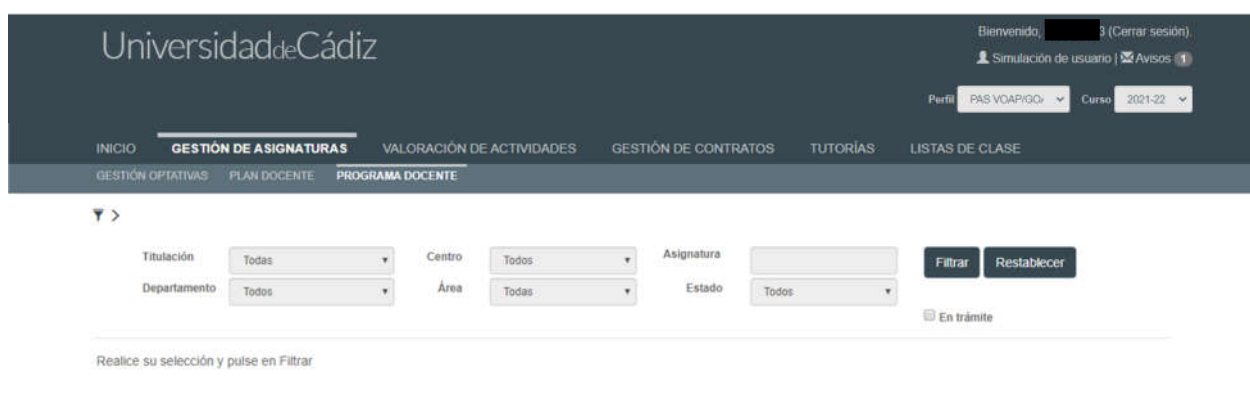 UniversidaddeCádiz
Bienvenido, 3 (Cerrar sesión).
Simulación de usuario | Avisos 1
Perfil PAS VOAP/GO/ Curso 2021-22
INICIO GESTIÓN DE ASIGNATURAS VALORACIÓN DE ACTIVIDADES GESTIÓN DE CONTRATOS TUTORÍAS LISTAS DE CLASE
GESTIÓN OPTATIVAS PLAN DOCENTE PROGRAMA DOCENTE
Titulación Todas Centro Todos Asignatura Filtrar Restablecer
Departamento Todos Área Todas Estado Todos
En trámite
Realice su selección y pulse en Filtrar